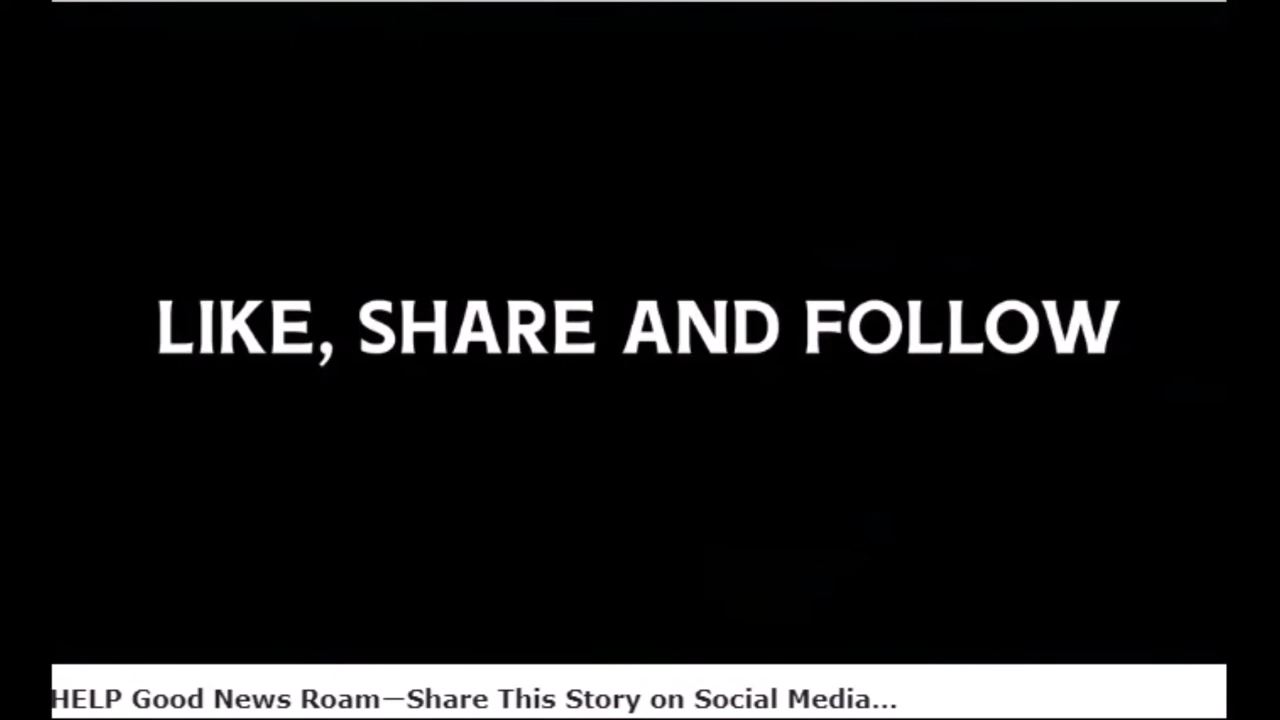 LIKE, SHARE AND FOLLOW
HELP Good News Roam—Share This Story on Social Media...